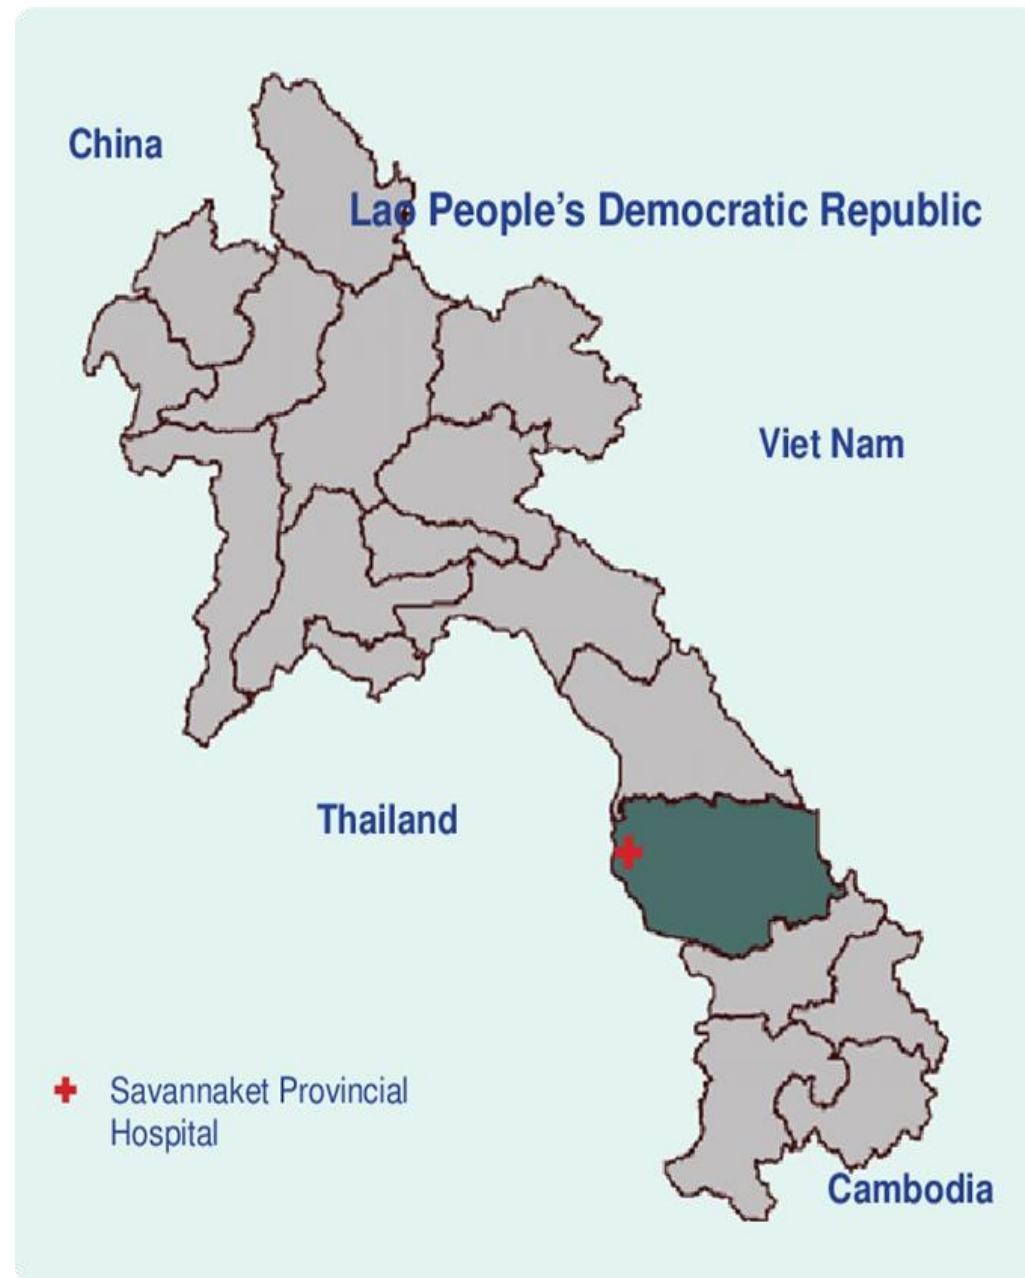 China
Lao People's Democratic Republic
Viet Nam
Thailand
Savannaket Provincial
Hospital
Cambodia